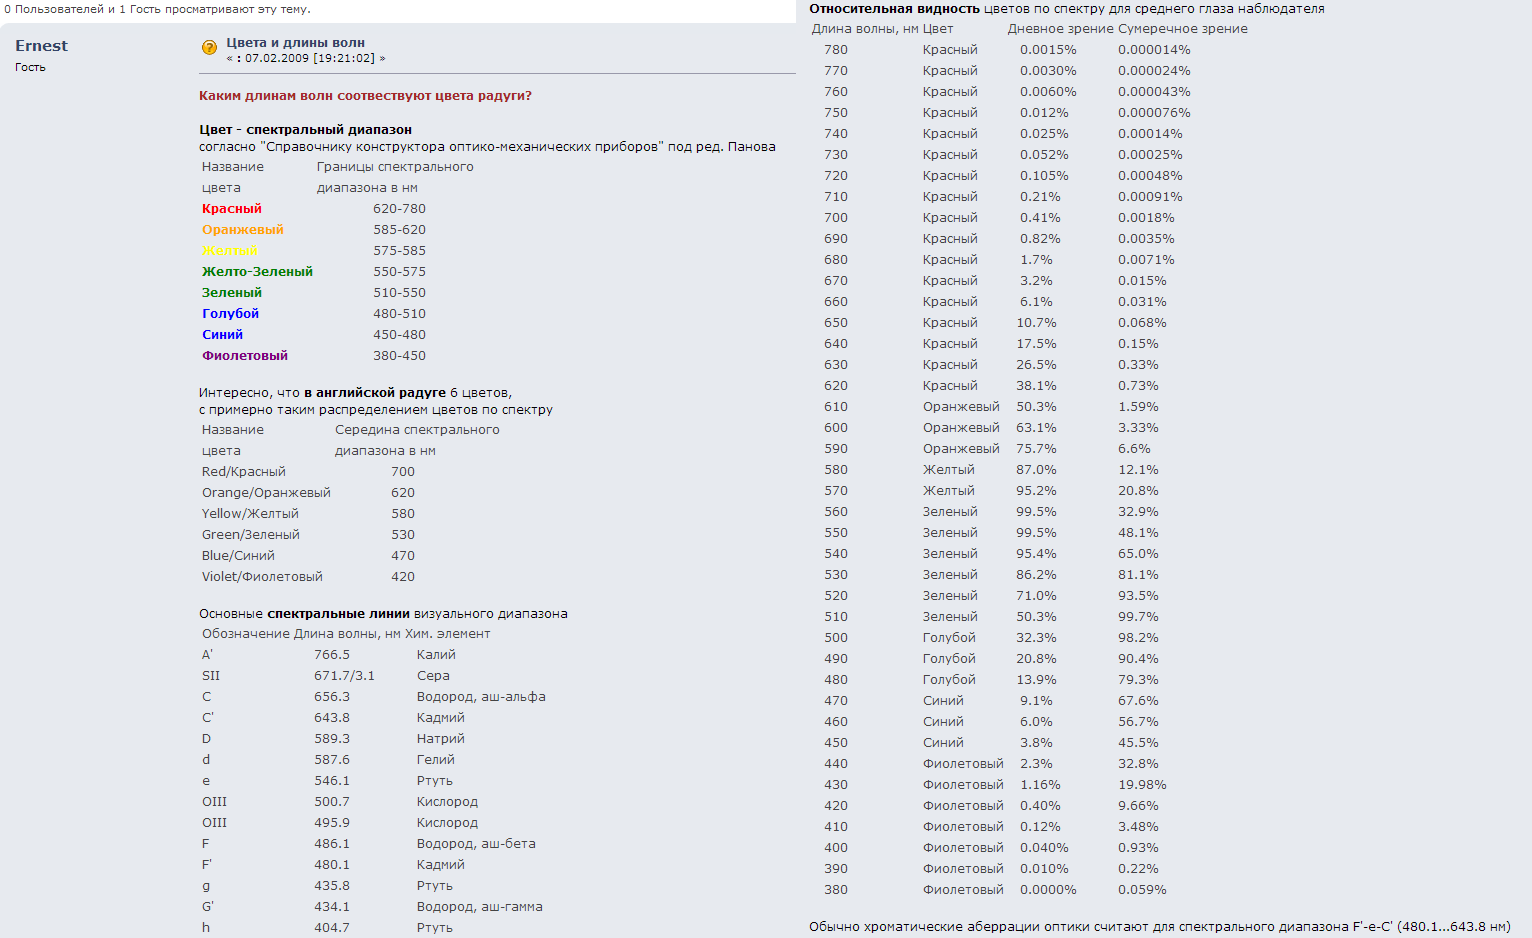 0 Пользователей и 1 Гость просматривают эту тему.
Ernest
Гость
Цвета и длины волн
« : 07.02.2009 [19:21:02] »
Каким длинам волн соотвествуют цвета радуги?
Цвет - спектральный диапазон
согласно "Справочнику конструктора оптико-механических приборов" под ред. Панова
Название Границы спектрального
цвета диапазона в нм
Красный 620-780
Оранжевый 585-620
Желтый 575-585
Желто-Зеленый 550-575
Зеленый 510-550
Голубой 480-510
Синий 450-480
Фиолетовый 380-450
Интересно, что в английской радуге 6 цветов,
с примерно таким распределением цветов по спектру
Название Середина спектрального
цвета диапазона в нм
Red/Красный 700
Orange/Оранжевый 620
Yellow/Желтый 580
Green/Зеленый 530
Blue/Синий 470
Violet/Фиолетовый 420
Основные спектральные линии визуального диапазона
Обозначение Длина волны, нм Хим. элемент
A' 766.5 Калий
SII 671.7/3.1 Сера
C 656.3 Водород, аш-альфа
C' 643.8 Кадмий
D 589.3 Натрий
d 587.6 Гелий
e 546.1 Ртуть
OIII 500.7 Кислород
OIII 495.9 Кислород
F 486.1 Водород, аш-бета
F' 480.1 Кадмий
g 435.8 Ртуть
G' 434.1 Водород, аш-гамма
h 404.7 Ртуть
Относительная видность цветов по спектру для среднего глаза наблюдателя
Длина волны, нм Цвет Дневное зрение Сумеречное зрение
780 Красный 0.0015% 0.000014%
770 Красный 0.0030% 0.000024%
760 Красный 0.0060% 0.000043%
750 Красный 0.012% 0.000076%
740 Красный 0.025% 0.00014%
730 Красный 0.052% 0.00025%
720 Красный 0.105% 0.00048%
710 Красный 0.21% 0.00091%
700 Красный 0.41% 0.0018%
690 Красный 0.82% 0.0035%
680 Красный 1.7% 0.0071%
670 Красный 3.2% 0.015%
660 Красный 6.1% 0.031%
650 Красный 10.7% 0.068%
640 Красный 17.5% 0.15%
630 Красный 26.5% 0.33%
620 Красный 38.1% 0.73%
610 Оранжевый 50.3% 1.59%
600 Оранжевый 63.1% 3.33%
590 Оранжевый 75.7% 6.6%
580 Желтый 87.0% 12.1%
570 Желтый 95.2% 20.8%
560 Зеленый 99.5% 32.9%
550 Зеленый 99.5% 48.1%
540 Зеленый 95.4% 65.0%
530 Зеленый 86.2% 81.1%
520 Зеленый 71.0% 93.5%
510 Зеленый 50.3% 99.7%
500 Голубой 32.3% 98.2%
490 Голубой 20.8% 90.4%
480 Голубой 13.9% 79.3%
470 Синий 9.1% 67.6%
460 Синий 6.0% 56.7%
450 Синий 3.8% 45.5%
440 Фиолетовый 2.3% 32.8%
430 Фиолетовый 1.16% 19.98%
420 Фиолетовый 0.40% 9.66%
410 Фиолетовый 0.12% 3.48%
400 Фиолетовый 0.040% 0.93%
390 Фиолетовый 0.010% 0.22%
380 Фиолетовый 0.0000% 0.059%
Обычно хроматические аберрации оптики считают для спектрального диапазона F'-e-C' (480.1...643.8 нм)